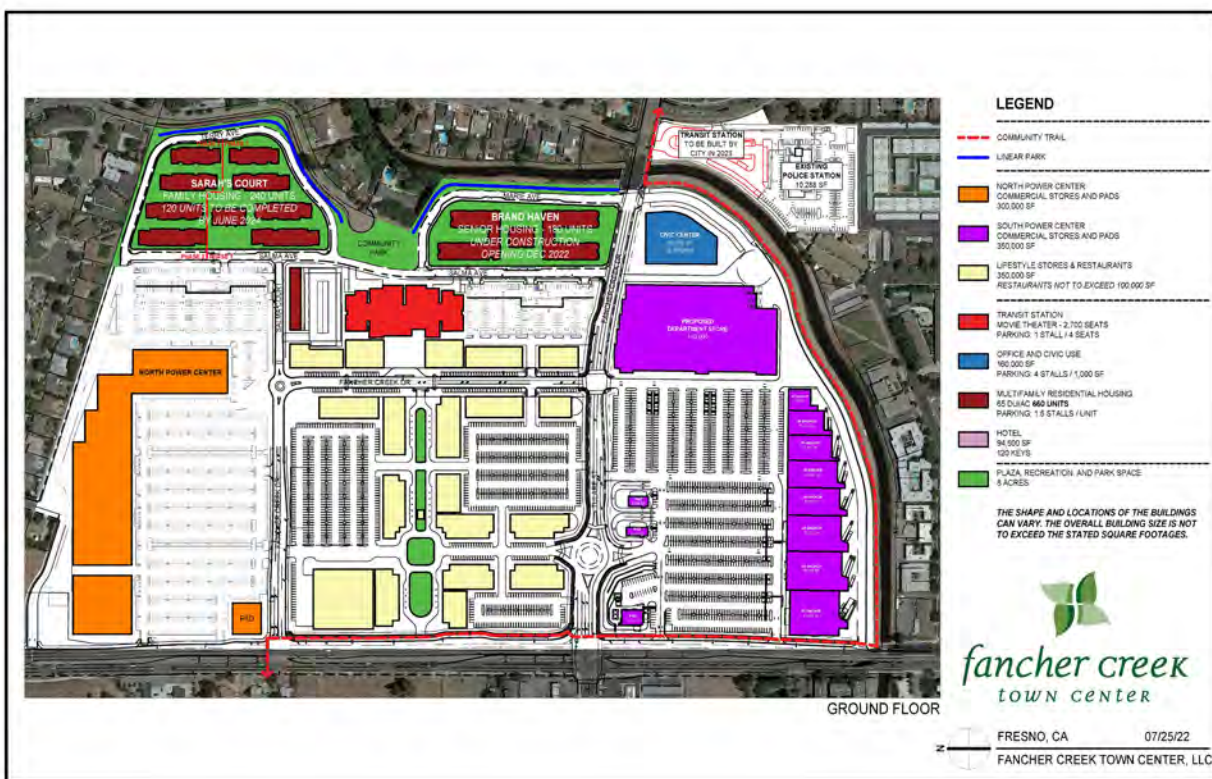 TERRY AVE
SARAH'S COURT
FAMILY HOUSING - 240 UNITS
120 UNITS TO BE COMPLETED
BY JUNE 2024
COMMUNITY
PARK
MARIE AVE
BRAND HAVEN
SENIOR HOUSING - 180 UNITS
UNDER CONSTRUCTION
OPENING DEC 2022
SALMA AVE
SALMA AVE
TRANSIT STATION
TO BE BUILT BY
CITY IN 2023
EXISTING
POLICE STATION
CIVIC CENTER
PROPOSED
DEPARTMENT STORE
NORTH POWER CENTER
FANCHER CREEK DR
PAD
GROUND FLOOR
LEGEND
COMMUNITY TRAIL
LINEAR PARK
NORTH POWER CENTER
COMMERCIAL STORES AND PADS
300,000 SF
SOUTH POWER CENTER
COMMERCIAL STORES AND PADS
350,000 SF
LIFESTYLE STORES & RESTAURANTS
350,000 SF
RESTAURANTS NOT TO EXCEED 100,000 SF
TRANSIT STATION
MOVIE THEATER - 2,700 SEATS
PARKING: 1 STALL / 4 SEATS
OFFICE AND CIVIC USE
160,000 SF
PARKING: 4 STALLS / 1,000 SF
MULTIFAMILY RESIDENTIAL HOUSING
65 DU/AC 660 UNITS
PARKING: 1.5 STALLS / UNIT
HOTEL
94,500 SF
120 KEYS
PLAZA, RECREATION, AND PARK SPACE
THE SHAPE AND LOCATIONS OF THE BUILDINGS
CAN VARY. THE OVERALL BUILDING SIZE IS NOT
TO EXCEED THE STATED SQUARE FOOTAGES.
fancher creek
town center
N
FRESNO, CA 07/25/22
FANCHER CREEK TOWN CENTER, LLC